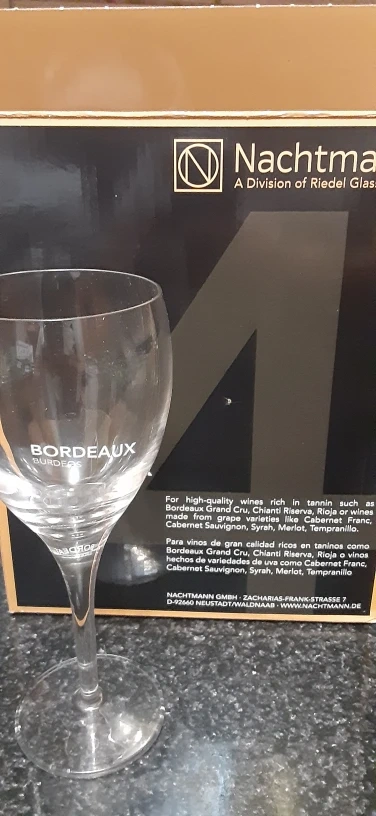 Nachtma
A Division of Riedel Glas
4
BORDEAUX
BURDEOS
For high-quality wines rich in tannin such as
Bordeaux Grand Cru, Chianti Riserva, Rioja or wines
made from grape varieties like Cabernet Franc,
Cabernet Sauvignon, Syrah, Merlot, Tempranillo.
Para vinos de gran calidad ricos en taninos como
Bordeaux Grand Cru, Chianti Riserva, Rioja o vinos
hechos de variedades de uva como Cabernet Franc,
Cabernet Sauvignon, Syrah, Merlot, Tempranillo
NACHTMANN GMBH · ZACHARIAS-FRANK-STRASSE 7
D-92660 NEUSTADT/WALDNAAB · WWW.NACHTMANN.DE